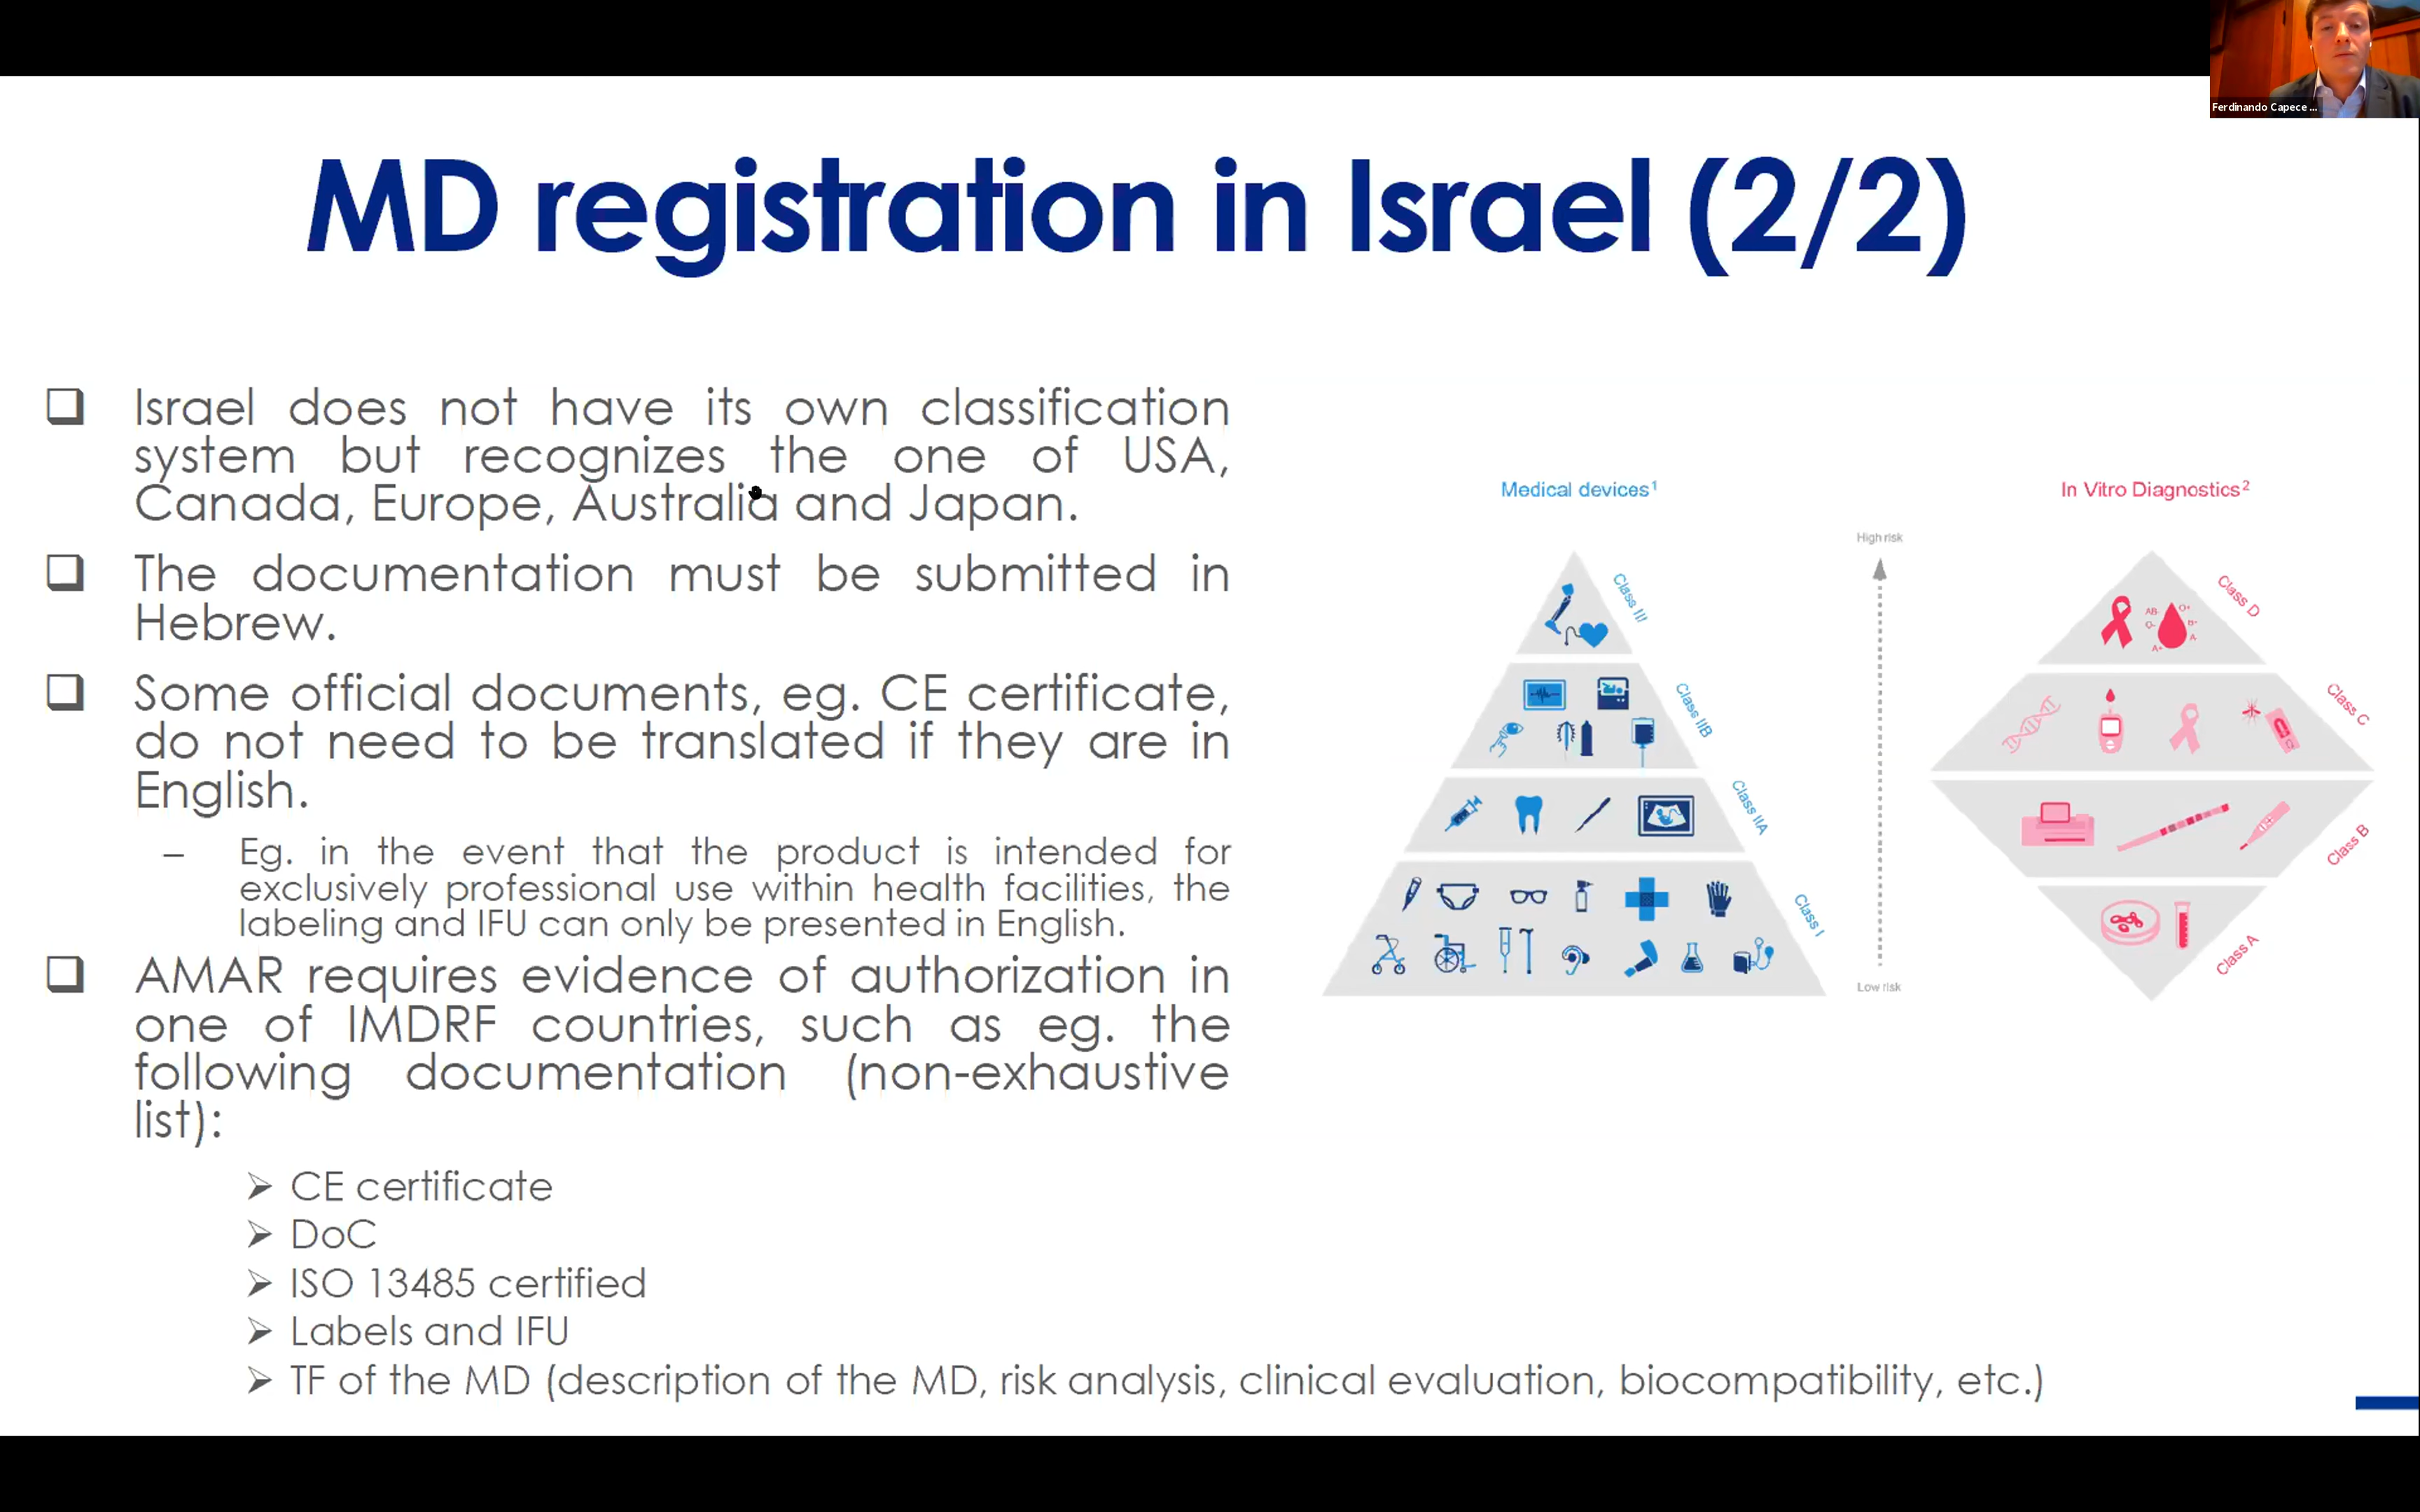 Ferdinando Capece ...
MD registration in Israel (2/2)
❑ Israel does not have its own classification
system but recognizes the one of USA,
Canada, Europe, Australia and Japan.
❑ The documentation must be submitted in
Hebrew.
❑ Some official documents, eg. CE certificate,
do not need to be translated if they are in
English.
– Eg. in the event that the product is intended for
exclusively professional use within health facilities, the
labeling and IFU can only be presented in English.
❑ AMAR requires evidence of authorization in
one of IMDRF countries, such as eg. the
following documentation (non-exhaustive
list):
➢ CE certificate
➢ DoC
➢ ISO 13485 certified
➢ Labels and IFU
➢ TF of the MD (description of the MD, risk analysis, clinical evaluation, biocompatibility, etc.)
Medical devices¹
Class III
Class IIB
Class IIA
Class I
High risk
Low risk
In Vitro Diagnostics²
AB-
O+
B+
A-
A+
Class D
Class C
Class B
Class A